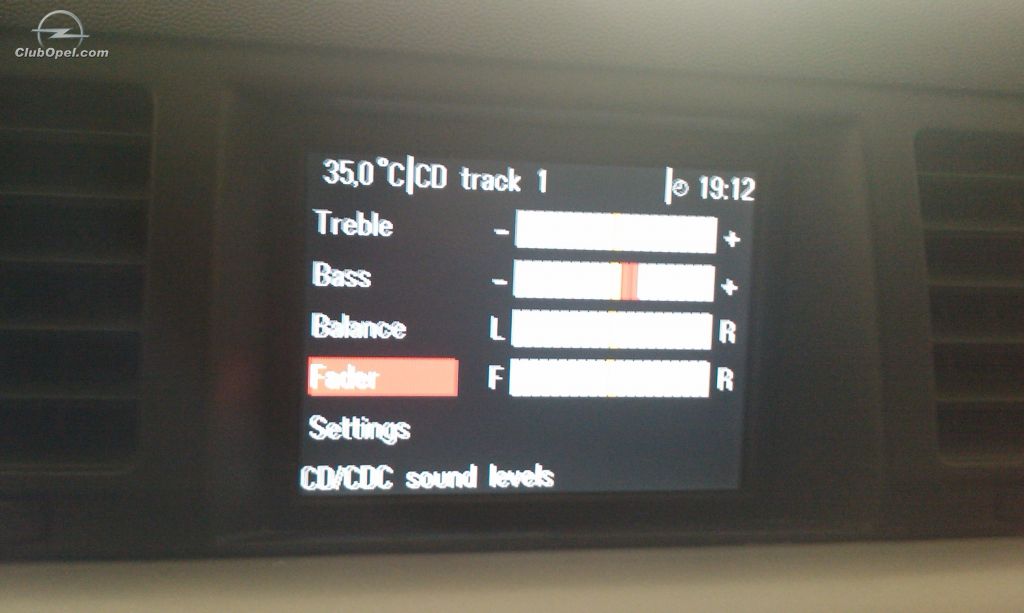 ClubOpel.com
35,0°C|CD track 1 |19:12
Treble - +
Bass - +
Balance L R
Fader F R
Settings
CD/CDC sound levels